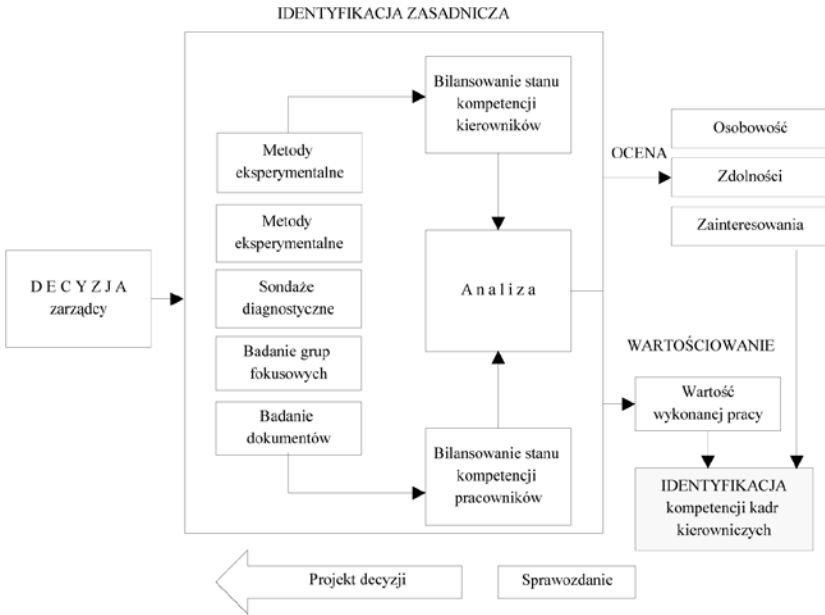 IDENTYFIKACJA ZASADNICZA
Bilansowanie stanu
kompetencji
kierowników
Metody
eksperymentalne
OCENA
Osobowość
Zdolności
Zainteresowania
Metody
eksperymentalne
D E C Y Z J A
zarządcy
Sondaże
diagnostyczne
A n a l i z a
Badanie grup
fokusowych
WARTOŚCIOWANIE
Wartość
wykonanej pracy
Badanie
dokumentów
Bilansowanie stanu
kompetencji
pracowników
IDENTYFIKACJA
kompetencji kadr
kierowniczych
Projekt decyzji
Sprawozdanie